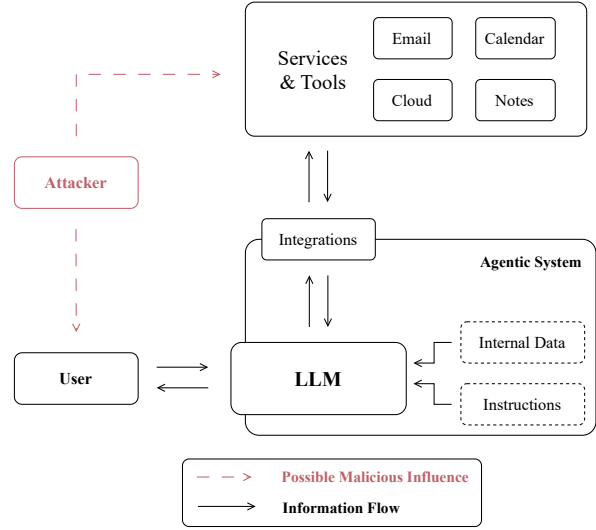 Services
& Tools
Email
Calendar
Cloud
Notes
Attacker
Integrations
Agentic System
Internal Data
User
LLM
Instructions
Possible Malicious Influence
Information Flow